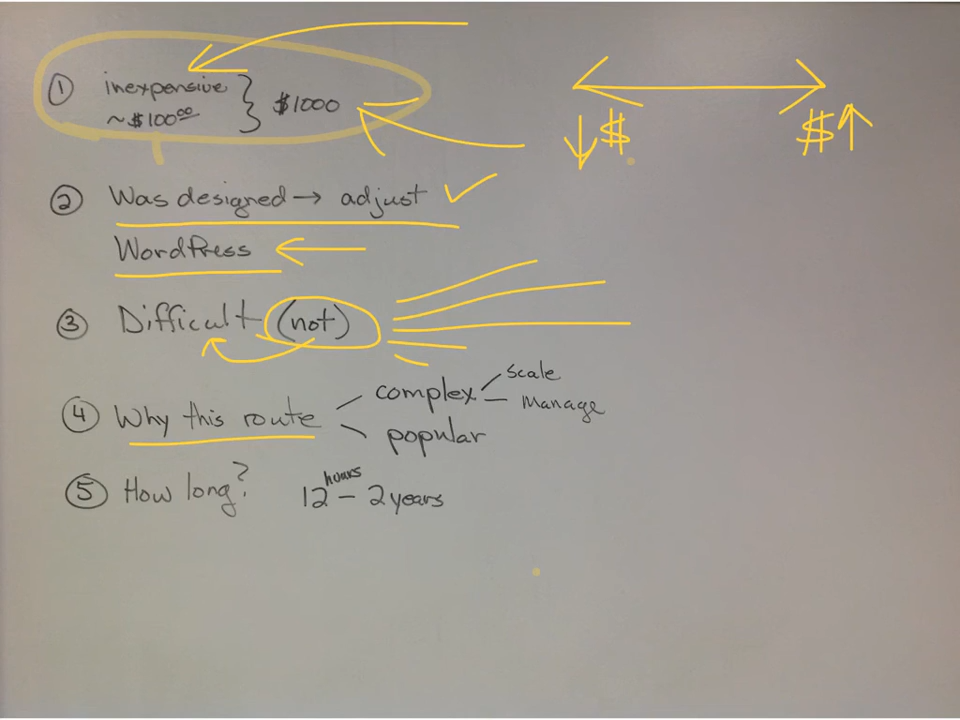 ① inexpensive } $1000
~$100.00
↓$ $↑
② Was designed → adjust ✓
WordPress
③ Difficult (not)
④ Why this route complex scale
manage
popular
⑤ How long? 12 hours – 2 years